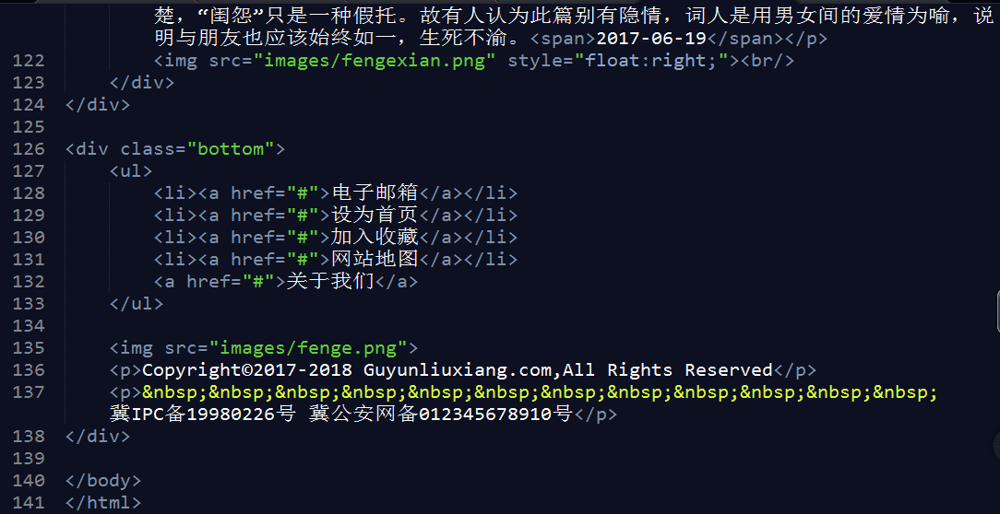 楚，“闺怨”只是一种假托。故有人认为此篇别有隐情，词人是用男女间的爱情为喻，说
明与朋友也应该始终如一，生死不渝。<span>2017-06-19</span></p>
122 <img src="images/fengexian.png" style="float:right;"><br/>
123 </div>
124 </div>
125
126 <div class="bottom">
127 <ul>
128 <li><a href="#">电子邮箱</a></li>
129 <li><a href="#">设为首页</a></li>
130 <li><a href="#">加入收藏</a></li>
131 <li><a href="#">网站地图</a></li>
132 <a href="#">关于我们</a>
133 </ul>
134
135 <img src="images/fenge.png">
136 <p>Copyright©2017-2018 Guyunliuxiang.com,All Rights Reserved</p>
137 <p>&nbsp;&nbsp;&nbsp;&nbsp;&nbsp;&nbsp;&nbsp;&nbsp;&nbsp;&nbsp;&nbsp;&nbsp;
冀IPC备19980226号 冀公安网备012345678910号</p>
138 </div>
139
140 </body>
141 </html>